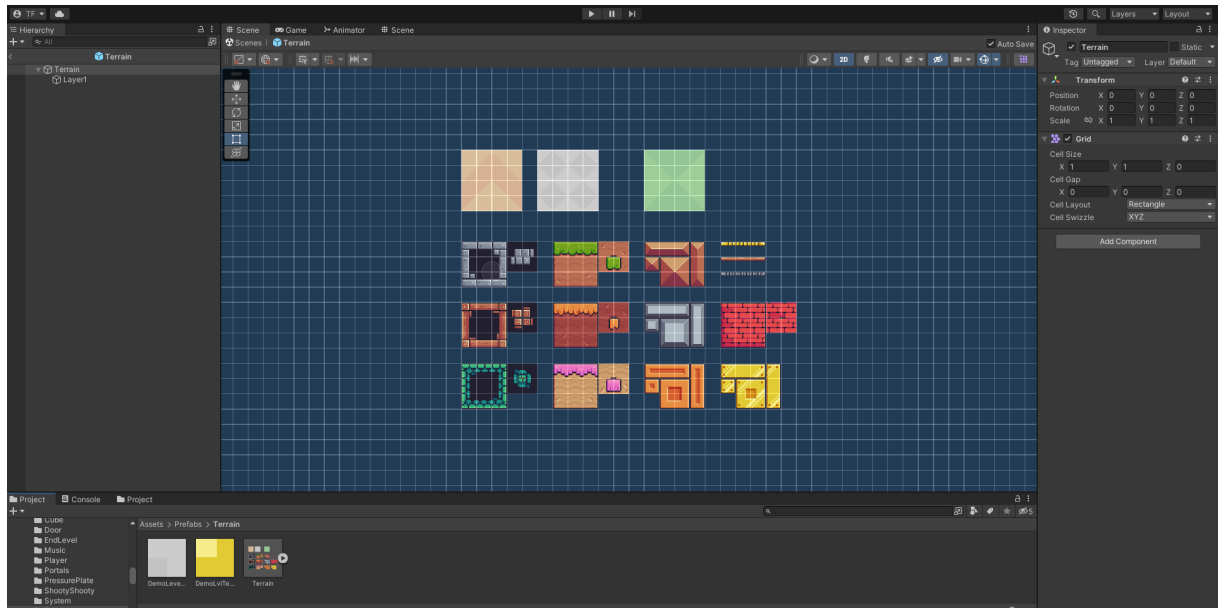 TF
Layers Layout
Hierarchy
Scene Game Animator Scene
Inspector
All
Scenes Terrain
Auto Save
Terrain Static
Terrain
Tag Untagged Layer Default
2D
Terrain
Layer1
Transform
Position X 0 Y 0 Z 0
Rotation X 0 Y 0 Z 0
Scale X 1 Y 1 Z 1
Grid
Cell Size
X 1 Y 1 Z 0
Cell Gap
X 0 Y 0 Z 0
Cell Layout Rectangle
Cell Swizzle XYZ
Add Component
Project Console Project
5
Cube
Door
EndLevel
Music
Player
Portals
PressurePlate
ShootyShooty
System
Assets > Prefabs > Terrain
DemoLeve... DemoLvlTe... Terrain